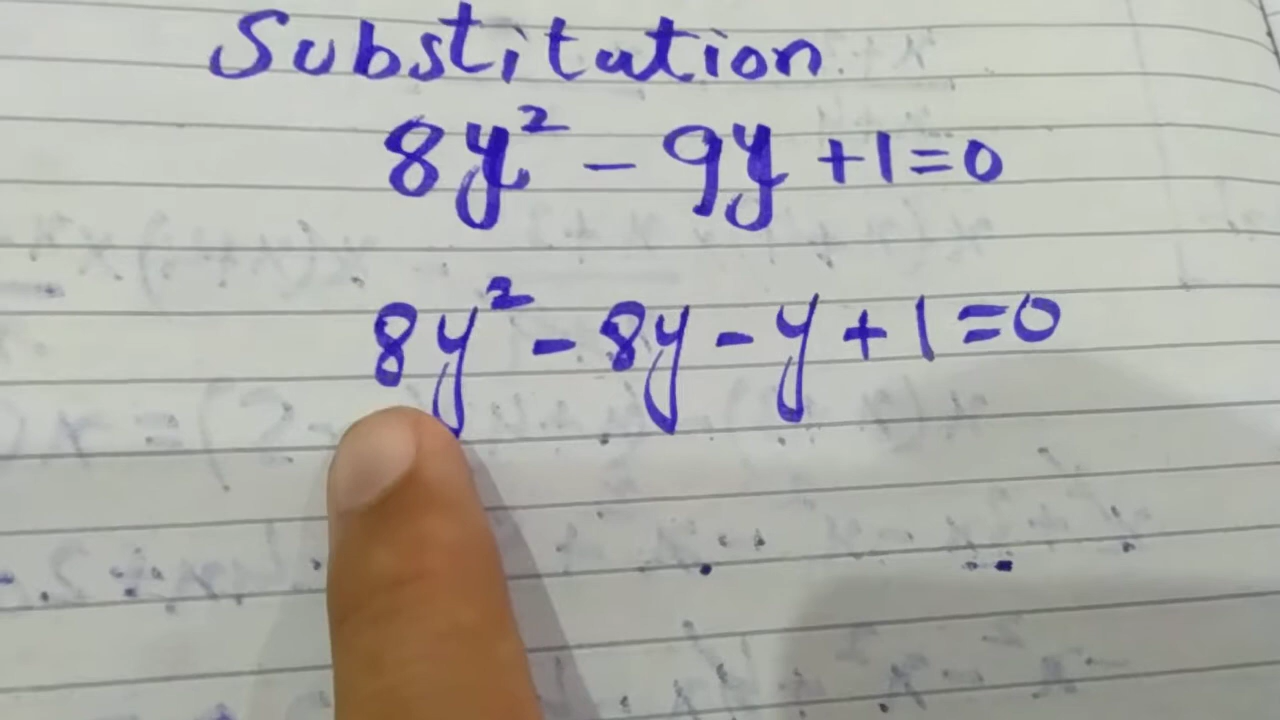 Substitution
8y² - 9y + 1 = 0
8y² - 8y - y + 1 = 0